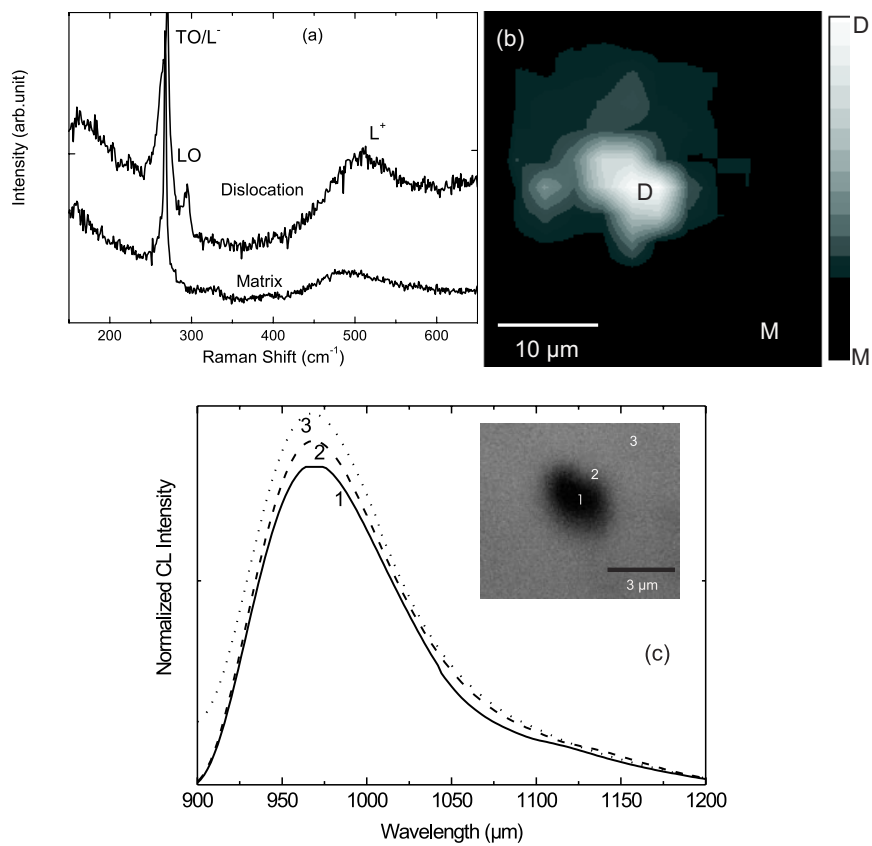 (a)
TO/L-
LO
L+
Dislocation
Matrix
Intensity (arb.unit)
200 300 400 500 600
Raman Shift (cm-1)
(b)
D
M
10 µm
D
M
3
2
1
Normalized CL Intensity
900 950 1000 1050 1100 1150 1200
Wavelength (µm)
3
2
1
3 µm
(c)